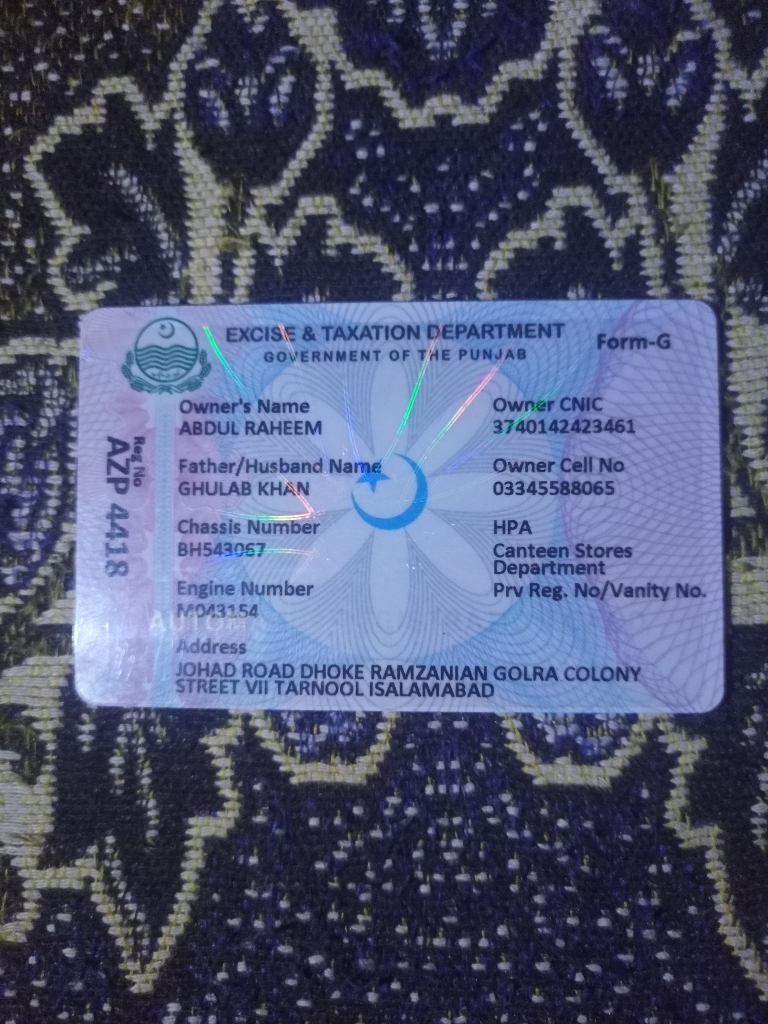 EXCISE & TAXATION DEPARTMENT
GOVERNMENT OF THE PUNJAB
Form-G
Reg No
AZP 4418
Owner's Name
ABDUL RAHEEM
Owner CNIC
3740142423461
Father/Husband Name
GHULAB KHAN
Owner Cell No
03345588065
Chassis Number
BH543067
HPA
Canteen Stores
Department
Engine Number
M043154
Prv Reg. No/Vanity No.
Address
JOHAD ROAD DHOKE RAMZANIAN GOLRA COLONY
STREET VII TARNOOL ISALAMABAD